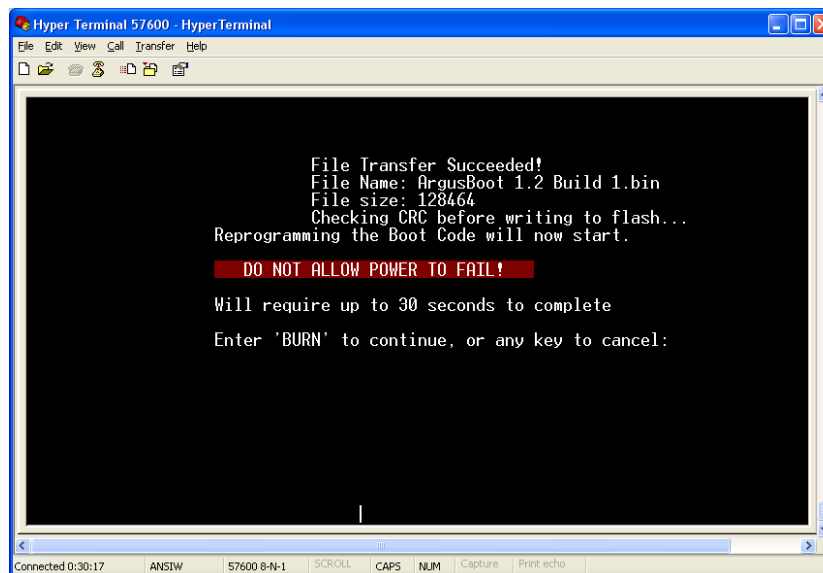 Hyper Terminal 57600 - HyperTerminal
File Edit View Call Transfer Help
File Transfer Succeeded!
File Name: ArgusBoot 1.2 Build 1.bin
File size: 128464
Checking CRC before writing to flash...
Reprogramming the Boot Code will now start.
DO NOT ALLOW POWER TO FAIL!
Will require up to 30 seconds to complete
Enter 'BURN' to continue, or any key to cancel:
Connected 0:30:17 ANSIW 57600 8-N-1 SCROLL CAPS NUM Capture Print echo